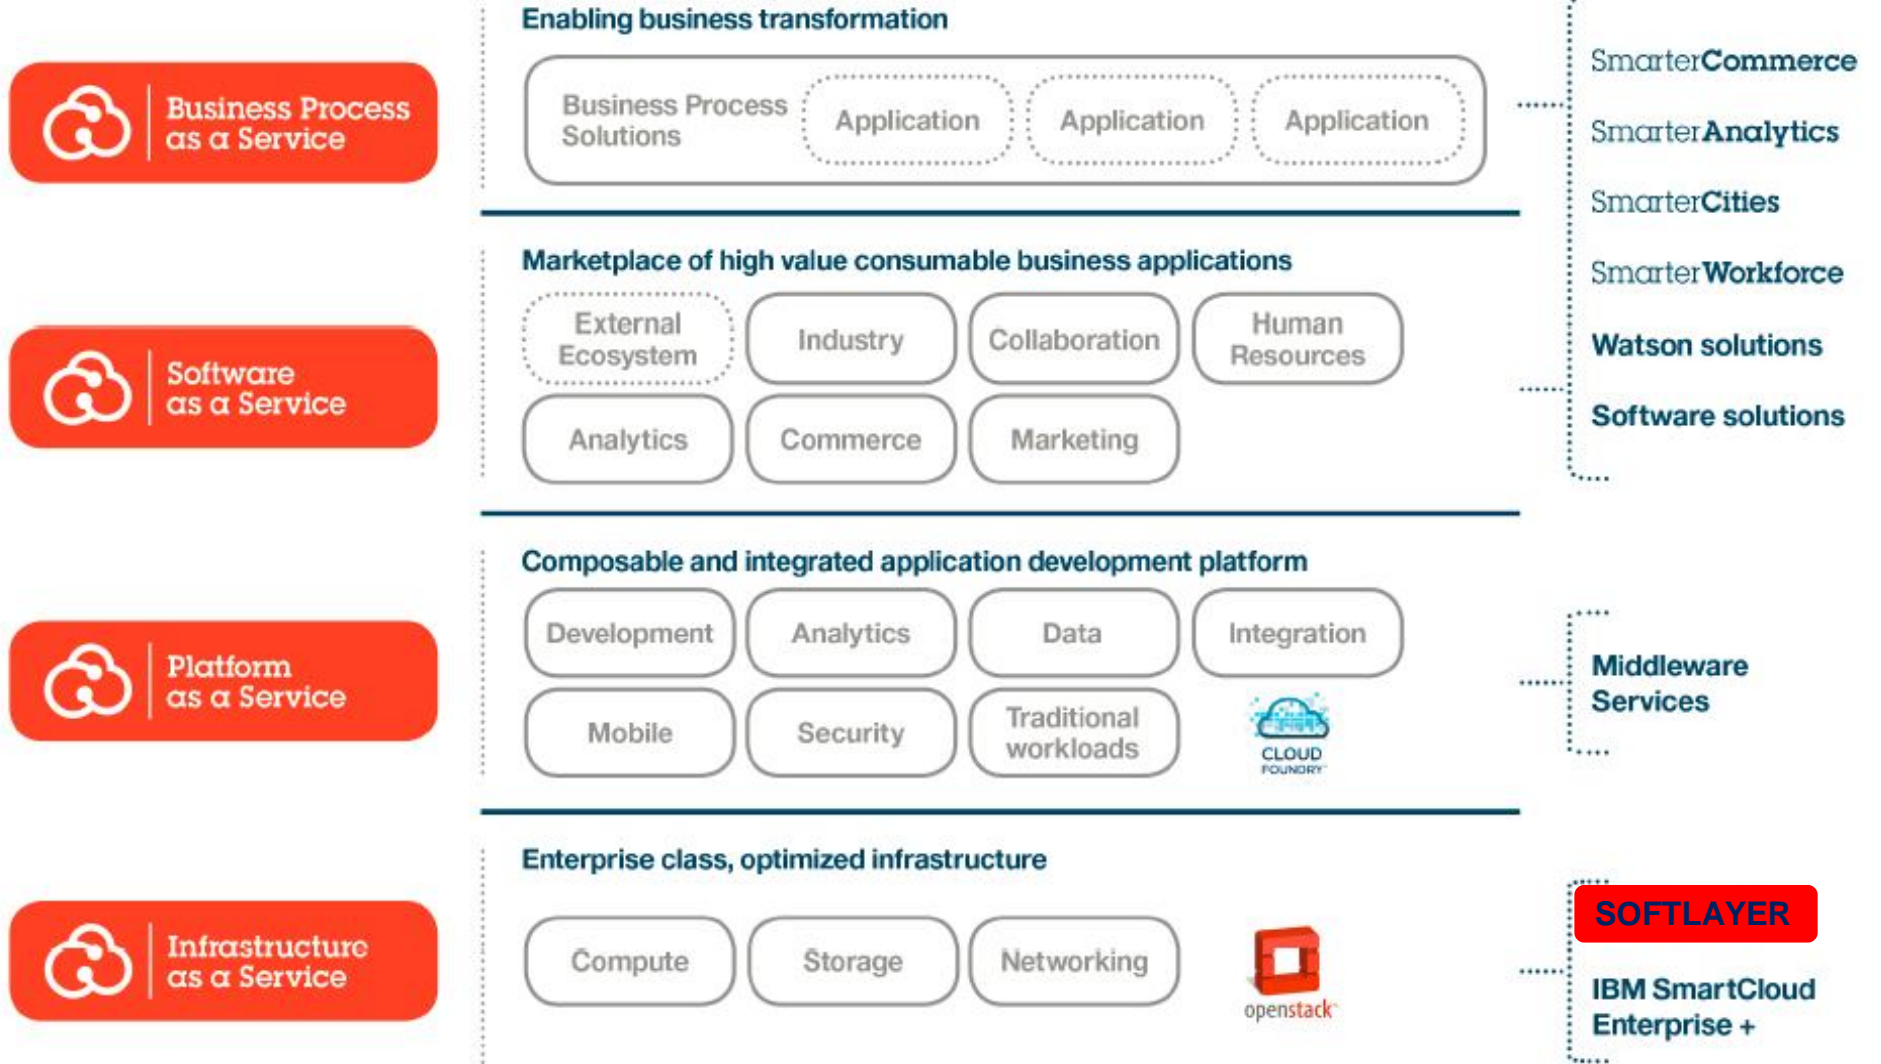 Enabling business transformation
Business Process
as a Service
Business Process
Solutions
Application
Application
Application
SmarterCommerce
SmarterAnalytics
SmarterCities
SmarterWorkforce
Watson solutions
Software solutions
Marketplace of high value consumable business applications
Software
as a Service
External
Ecosystem
Industry
Collaboration
Human
Resources
Analytics
Commerce
Marketing
Composable and integrated application development platform
Platform
as a Service
Development
Analytics
Data
Integration
Mobile
Security
Traditional
workloads
CLOUD
FOUNDRY
Middleware
Services
Enterprise class, optimized infrastructure
Infrastructure
as a Service
Compute
Storage
Networking
openstack
SOFTLAYER
IBM SmartCloud
Enterprise +